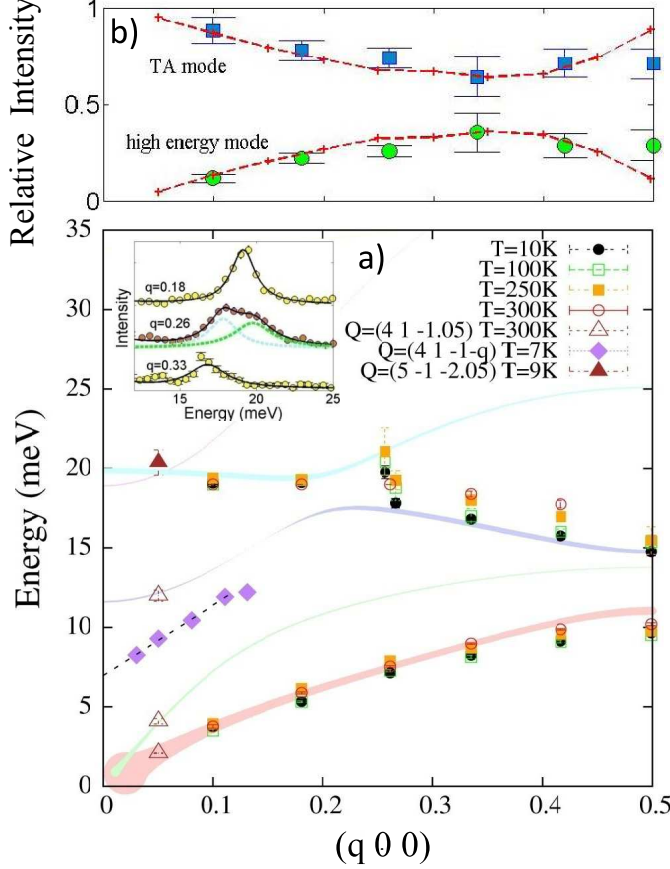 b)
1
0.5
0
Relative Intensity
TA mode
high energy mode
a)
35
30
25
20
15
10
5
0
Energy (meV)
q=0.18
q=0.26
q=0.33
Intensity
15
20
25
Energy (meV)
T=10K
T=100K
T=250K
T=300K
Q=(4 1 -1.05) T=300K
Q=(4 1 -1-q) T=7K
Q=(5 -1 -2.05) T=9K
0
0.1
0.2
0.3
0.4
0.5
(q 0 0)